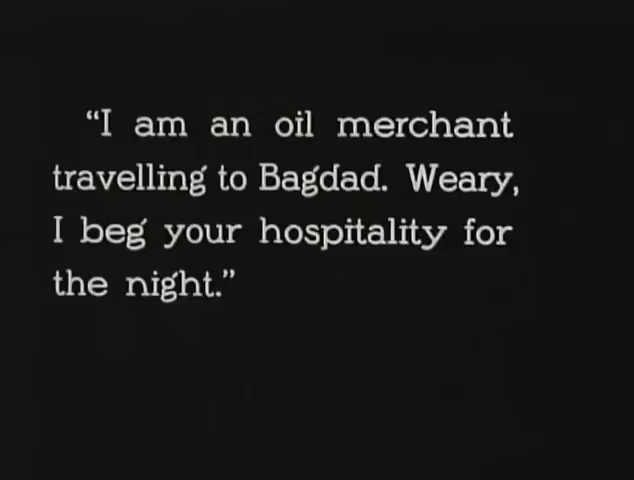 “I am an oil merchant
travelling to Bagdad. Weary,
I beg your hospitality for
the night.”